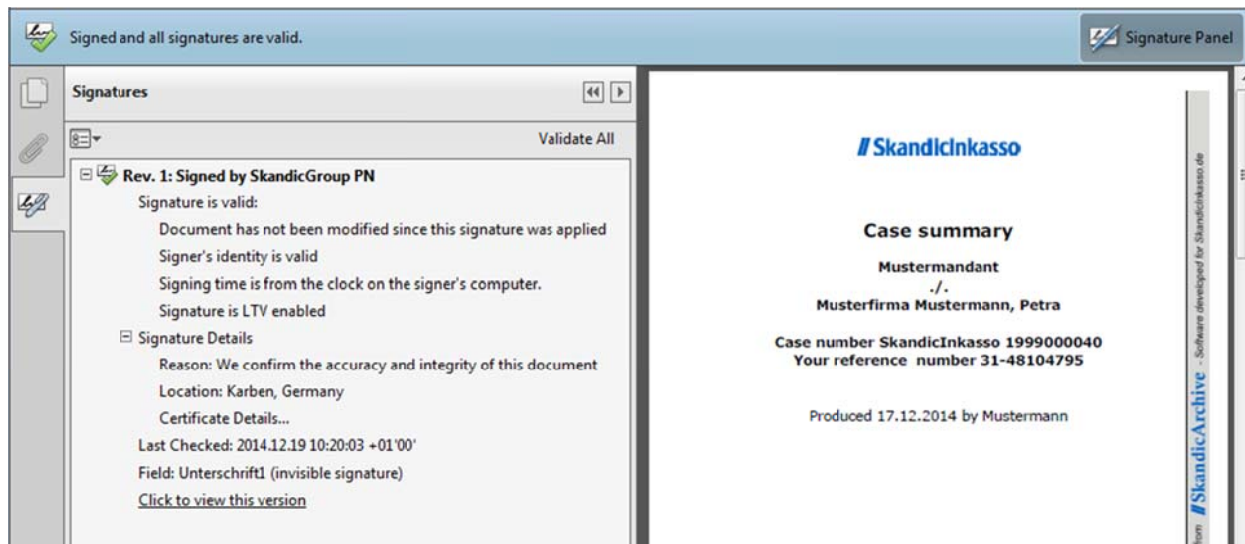 Signed and all signatures are valid.
Signature Panel
Signatures
Validate All
Rev. 1: Signed by SkandicGroup PN
Signature is valid:
Document has not been modified since this signature was applied
Signer's identity is valid
Signing time is from the clock on the signer's computer.
Signature is LTV enabled
Signature Details
Reason: We confirm the accuracy and integrity of this document
Location: Karben, Germany
Certificate Details...
Last Checked: 2014.12.19 10:20:03 +01'00'
Field: Unterschrift1 (invisible signature)
Click to view this version
SkandicInkasso
Case summary
Mustermandant
./.
Musterfirma Mustermann, Petra
Case number SkandicInkasso 1999000040
Your reference number 31-48104795
Produced 17.12.2014 by Mustermann
from SkandicArchive - Software developed for SkandicInkasso.de